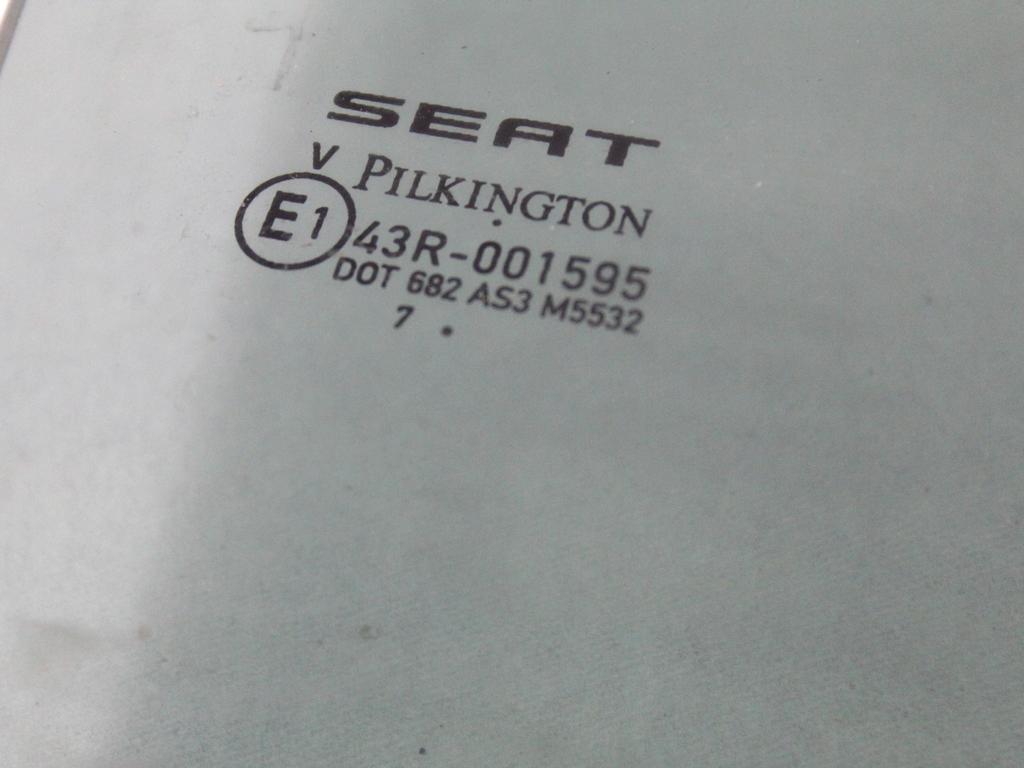 SEAT
V PILKINGTON
E1 43R-001595
DOT 682 AS3 M5532
7 .